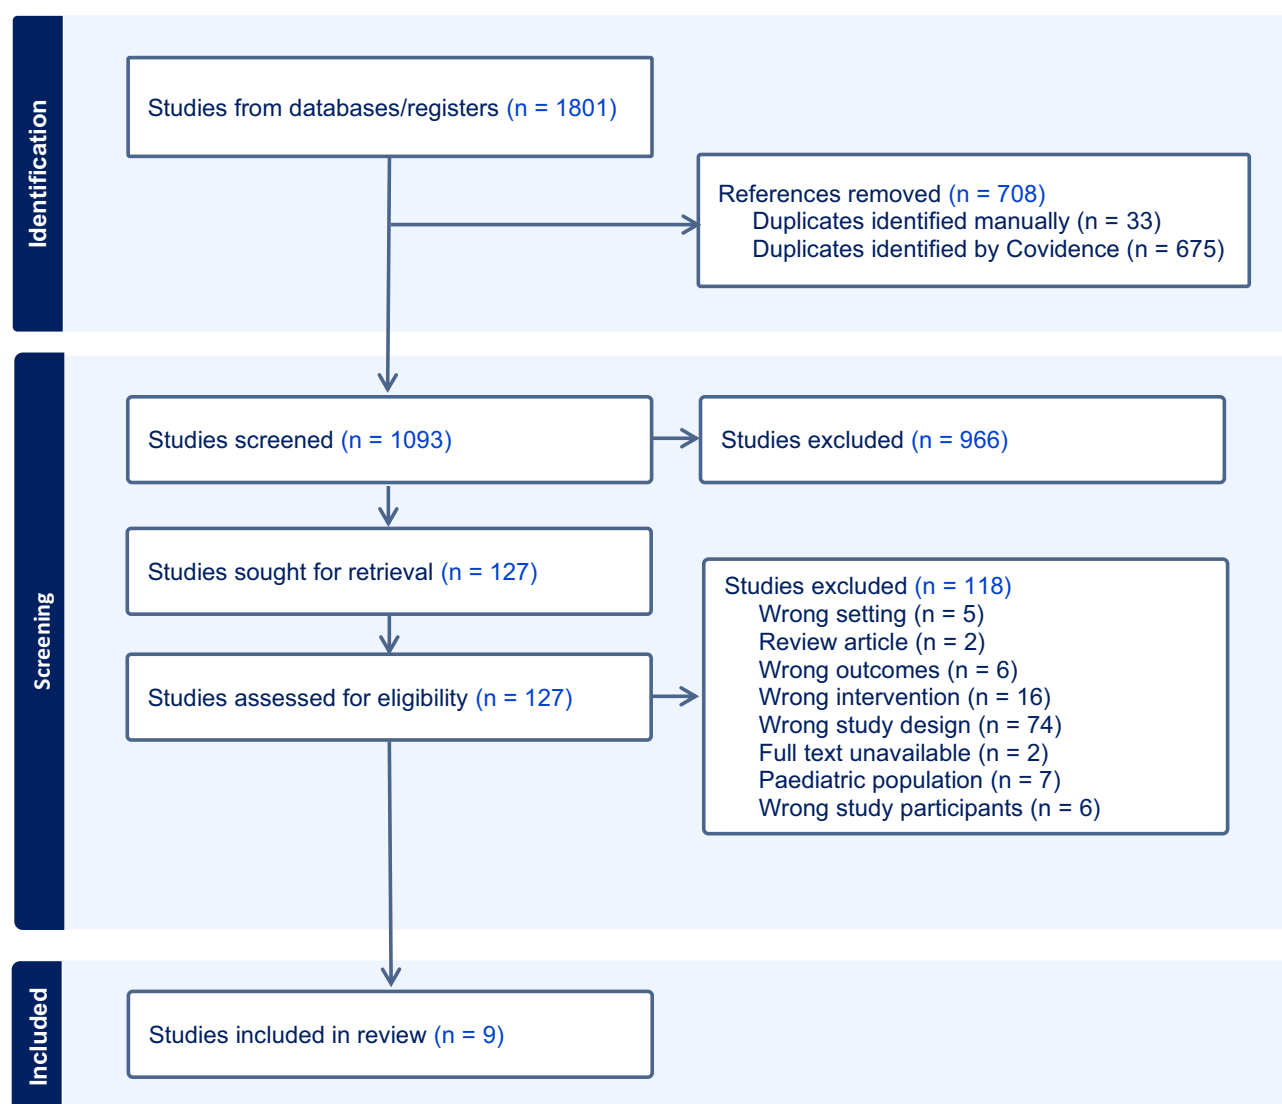 Identification
Studies from databases/registers (n = 1801)
References removed (n = 708)
Duplicates identified manually (n = 33)
Duplicates identified by Covidence (n = 675)
Screening
Studies screened (n = 1093)
Studies excluded (n = 966)
Studies sought for retrieval (n = 127)
Studies assessed for eligibility (n = 127)
Studies excluded (n = 118)
Wrong setting (n = 5)
Review article (n = 2)
Wrong outcomes (n = 6)
Wrong intervention (n = 16)
Wrong study design (n = 74)
Full text unavailable (n = 2)
Paediatric population (n = 7)
Wrong study participants (n = 6)
Included
Studies included in review (n = 9)